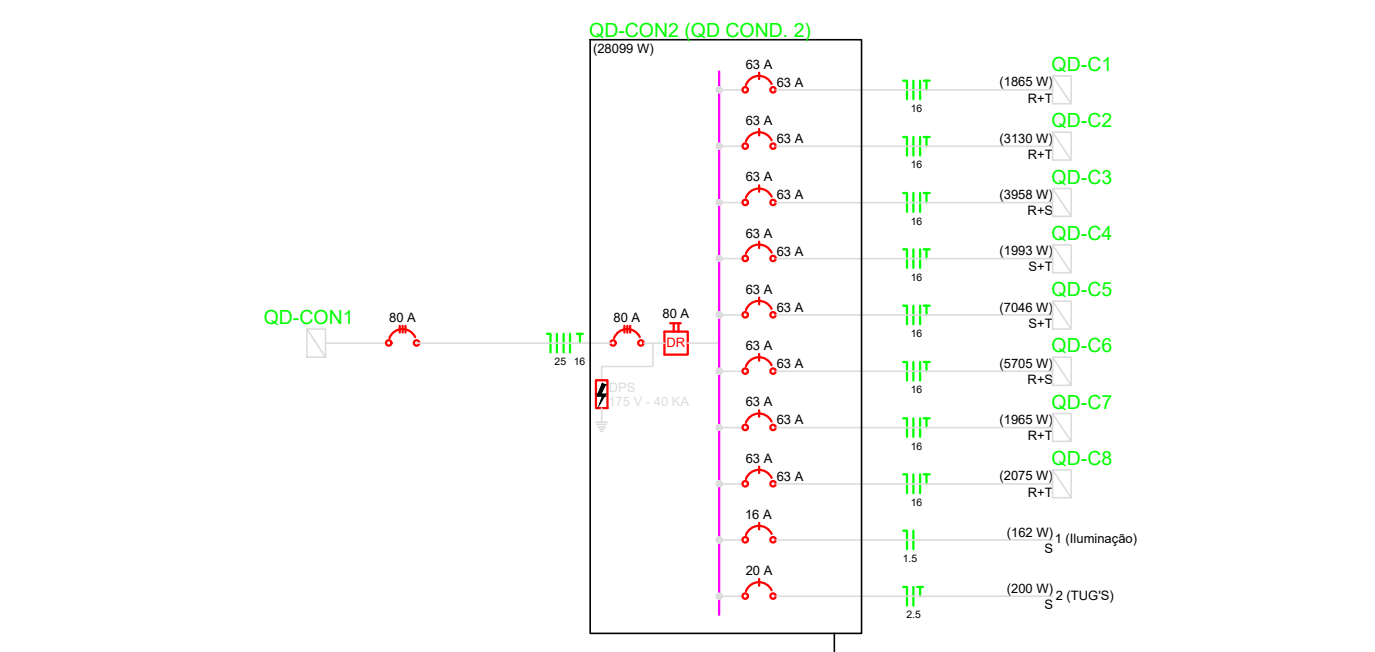 QD-CON2 (QD COND. 2)
(28099 W)
QD-CON1
80 A
25 16
80 A
80 A
DR
DPS
175 V - 40 KA
63 A
63 A
16
(1865 W)
R+T
QD-C1
63 A
63 A
16
(3130 W)
R+T
QD-C2
63 A
63 A
16
(3958 W)
R+S
QD-C3
63 A
63 A
16
(1993 W)
S+T
QD-C4
63 A
63 A
16
(7046 W)
S+T
QD-C5
63 A
63 A
16
(5705 W)
R+S
QD-C6
63 A
63 A
16
(1965 W)
R+T
QD-C7
63 A
63 A
16
(2075 W)
R+T
QD-C8
16 A
1.5
(162 W)
S
1 (Iluminação)
20 A
2.5
(200 W)
S
2 (TUG'S)